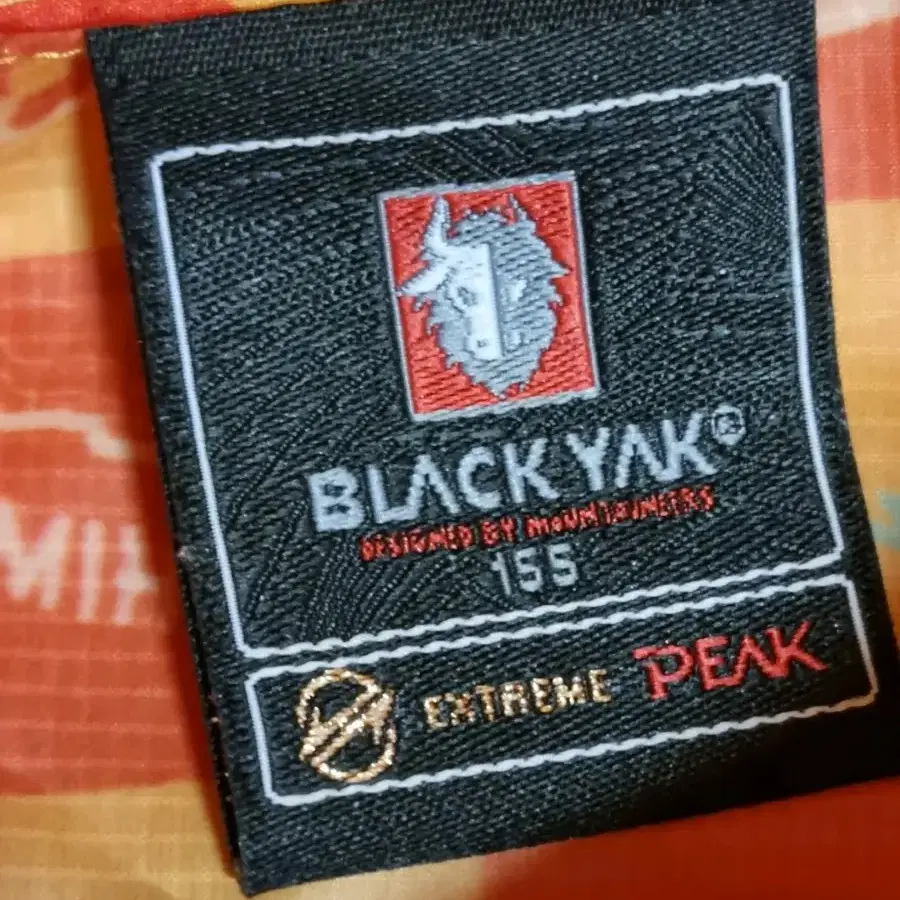 BLACK YAK®
DESIGNED BY MOUNTAINEERS
155
EXTREME PEAK